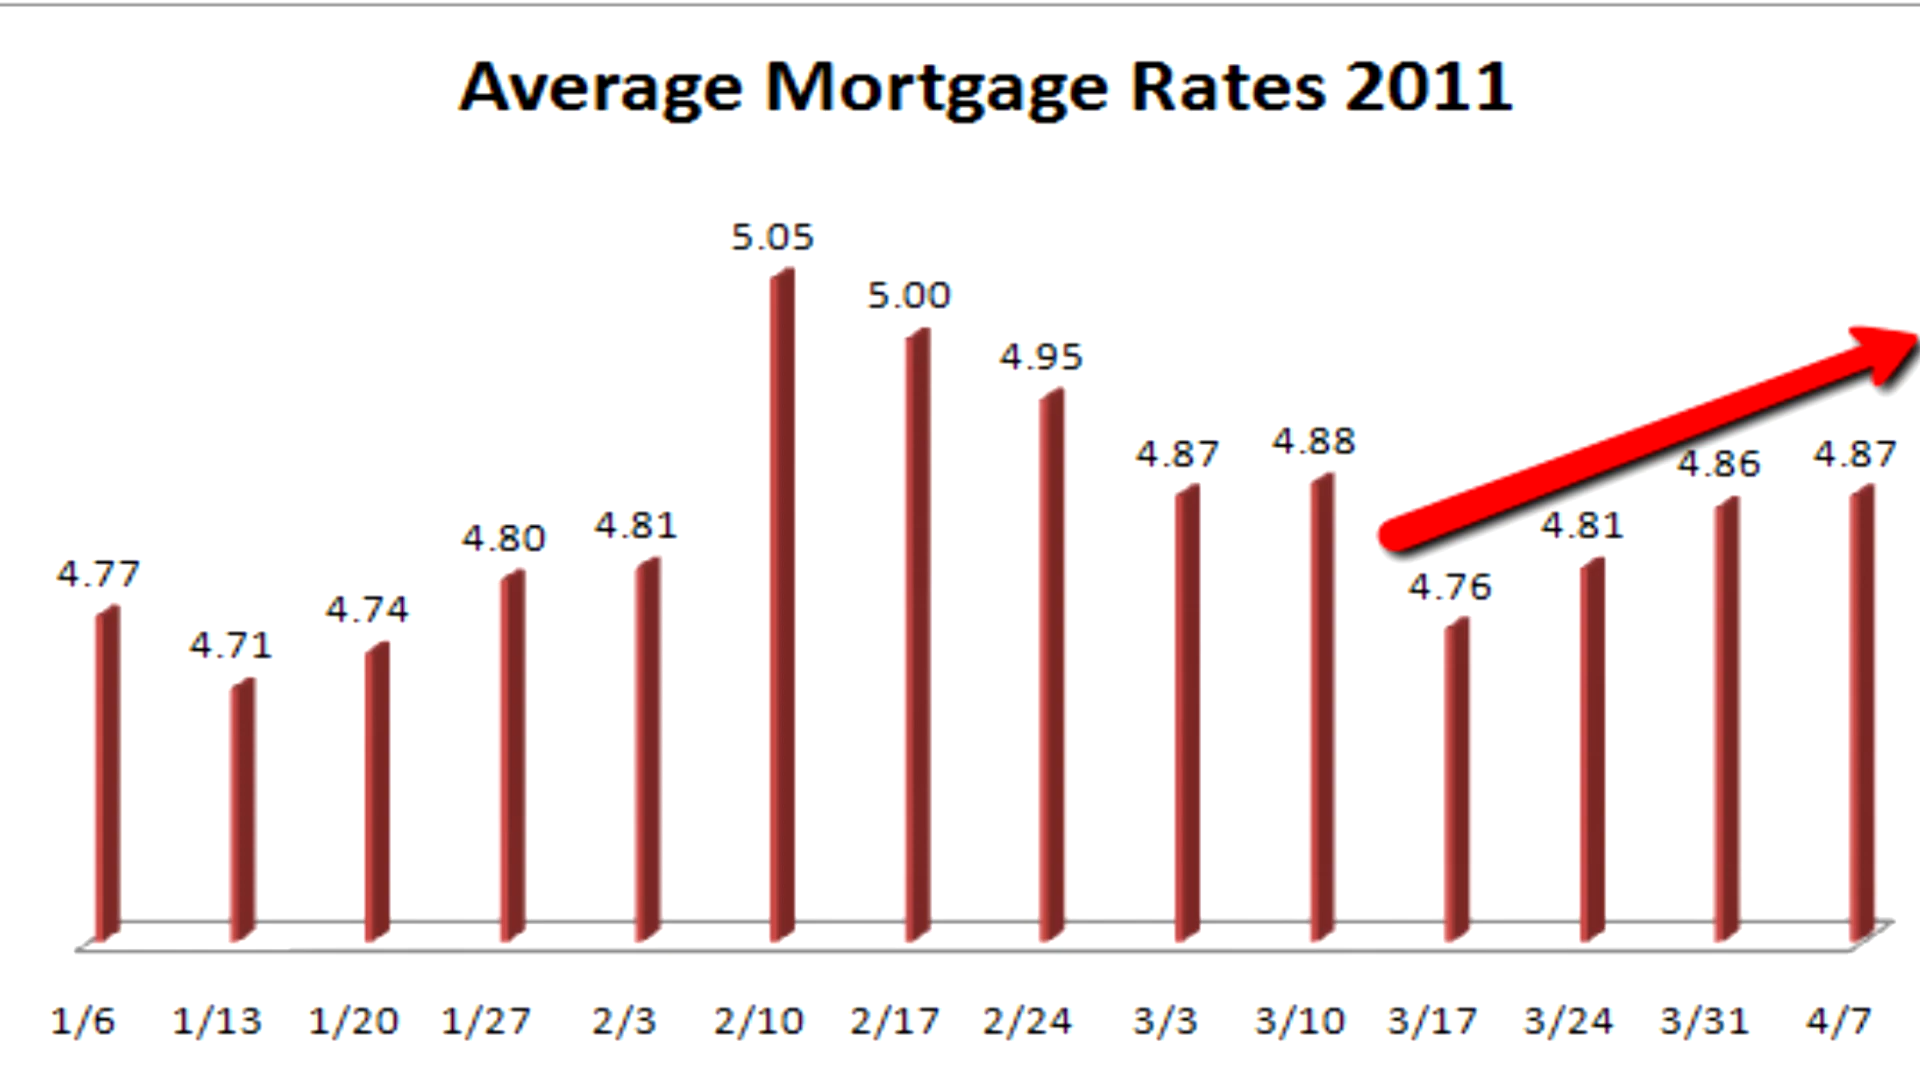 Average Mortgage Rates 2011
4.77 4.71 4.74 4.80 4.81 5.05 5.00 4.95 4.87 4.88 4.76 4.81 4.86 4.87
1/6 1/13 1/20 1/27 2/3 2/10 2/17 2/24 3/3 3/10 3/17 3/24 3/31 4/7